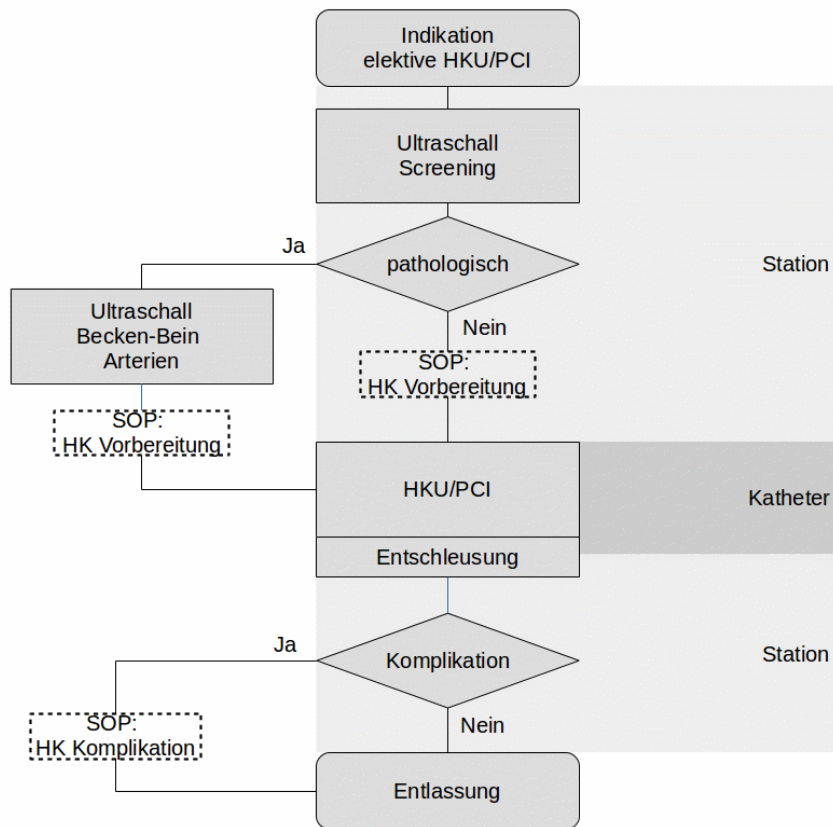 Indikation
elektive HKU/PCI
Ultraschall
Screening
Ja
pathologisch
Station
Nein
Ultraschall
Becken-Bein
Arterien
SOP:
HK Vorbereitung
SOP:
HK Vorbereitung
HKU/PCI
Katheter
Entschleusung
Ja
Komplikation
Station
Nein
SOP:
HK Komplikation
Entlassung